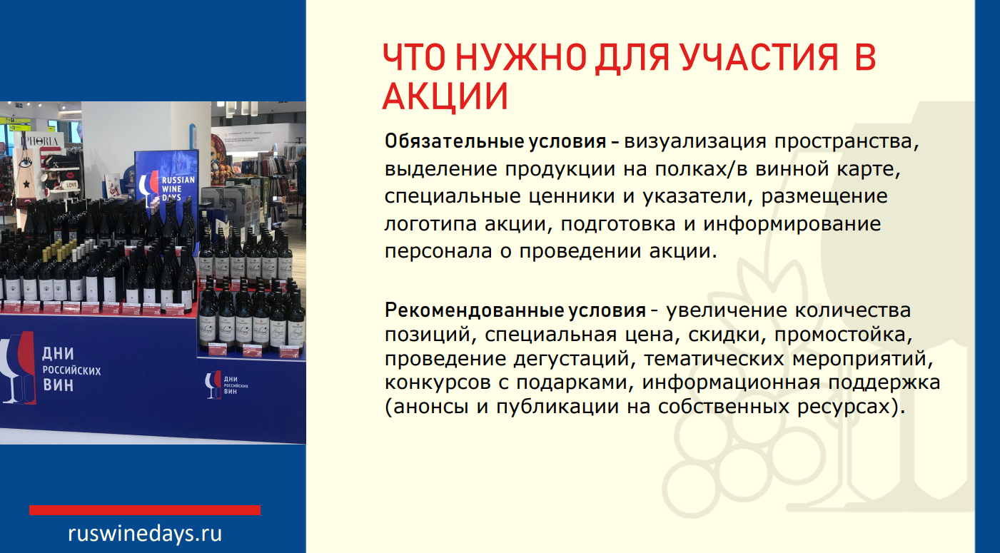 ЧТО НУЖНО ДЛЯ УЧАСТИЯ В
АКЦИИ
Обязательные условия - визуализация пространства,
выделение продукции на полках/в винной карте,
специальные ценники и указатели, размещение
логотипа акции, подготовка и информирование
персонала о проведении акции.
Рекомендованные условия - увеличение количества
позиций, специальная цена, скидки, промостойка,
проведение дегустаций, тематических мероприятий,
конкурсов с подарками, информационная поддержка
(анонсы и публикации на собственных ресурсах).
RUSSIAN
WINE
DAYS
LOVE
ДНИ
РОССИЙСКИХ
ВИН
ДНИ
РОССИЙСКИХ
ВИН
ruswinedays.ru